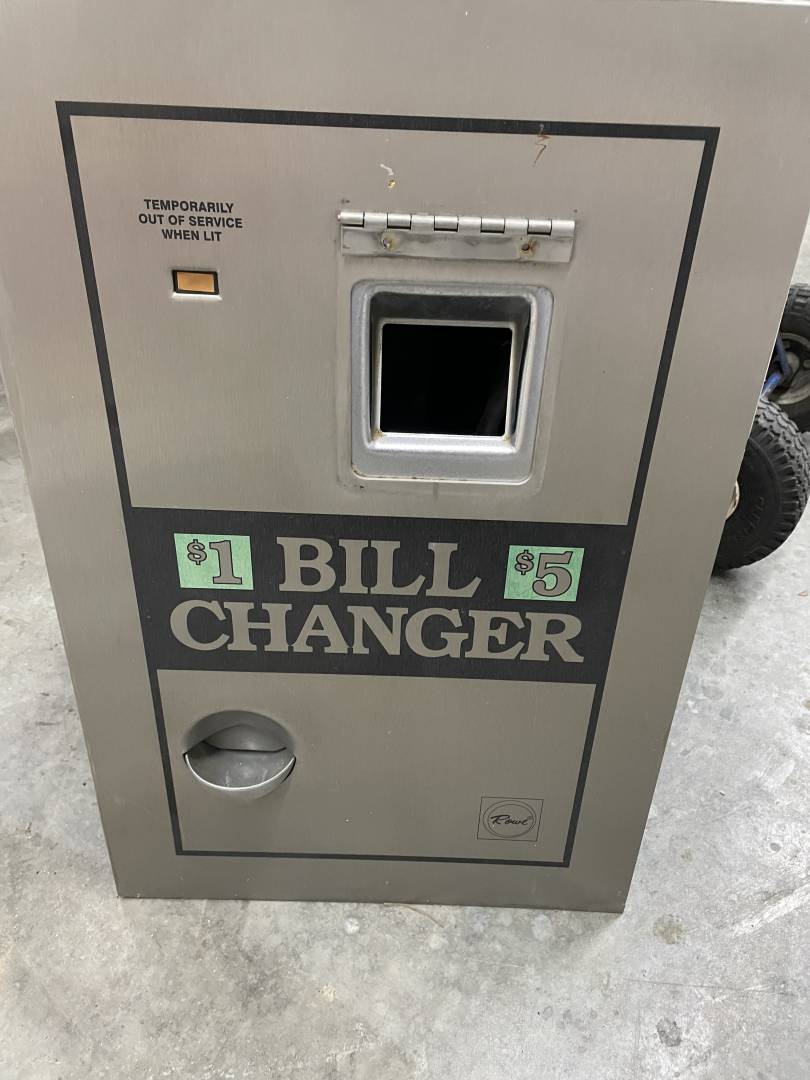 TEMPORARILY
OUT OF SERVICE
WHEN LIT
$1 BILL $5
CHANGER
Rowe